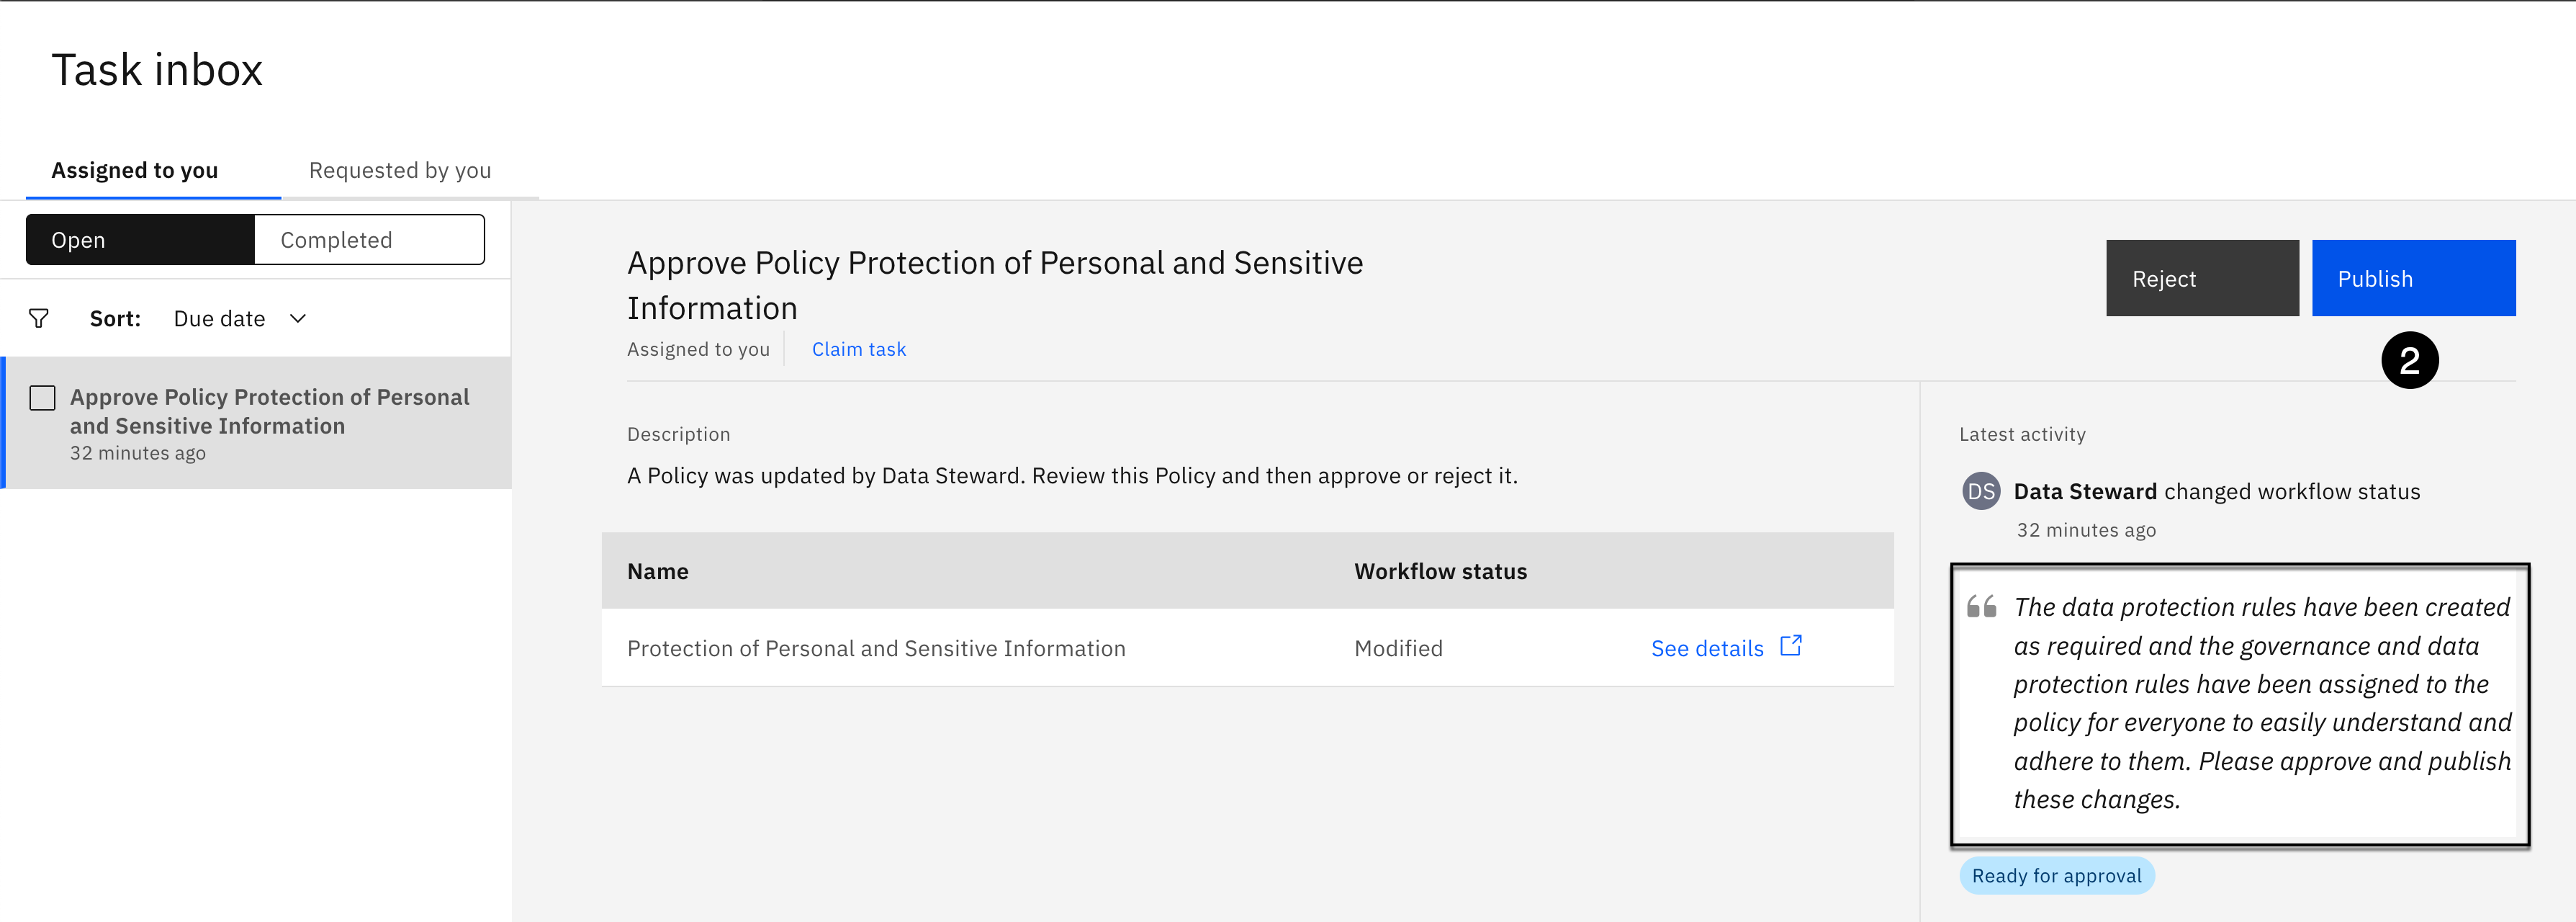 Task inbox
Assigned to you
Requested by you
Open
Completed
Sort: Due date
Approve Policy Protection of Personal
and Sensitive Information
32 minutes ago
Approve Policy Protection of Personal and Sensitive
Information
Assigned to you
Claim task
Reject
Publish
2
Description
A Policy was updated by Data Steward. Review this Policy and then approve or reject it.
Name
Workflow status
Protection of Personal and Sensitive Information
Modified
See details
Latest activity
DS
Data Steward changed workflow status
32 minutes ago
“ The data protection rules have been created
as required and the governance and data
protection rules have been assigned to the
policy for everyone to easily understand and
adhere to them. Please approve and publish
these changes.
Ready for approval